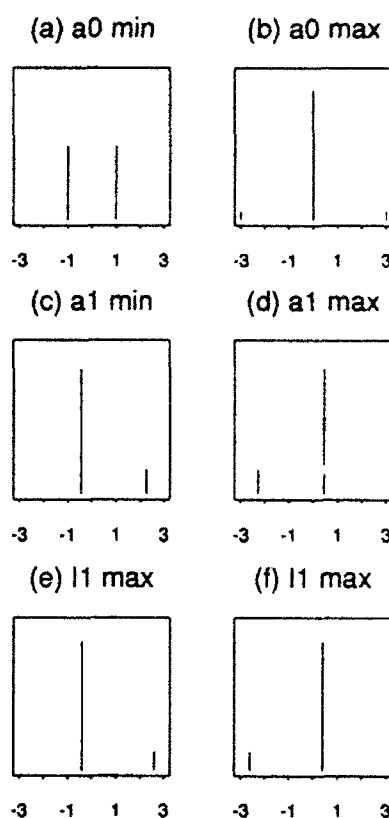 (a) a0 min
(b) a0 max
-3 -1 1 3
-3 -1 1 3
(c) a1 min
(d) a1 max
-3 -1 1 3
-3 -1 1 3
(e) l1 max
(f) l1 max
-3 -1 1 3
-3 -1 1 3